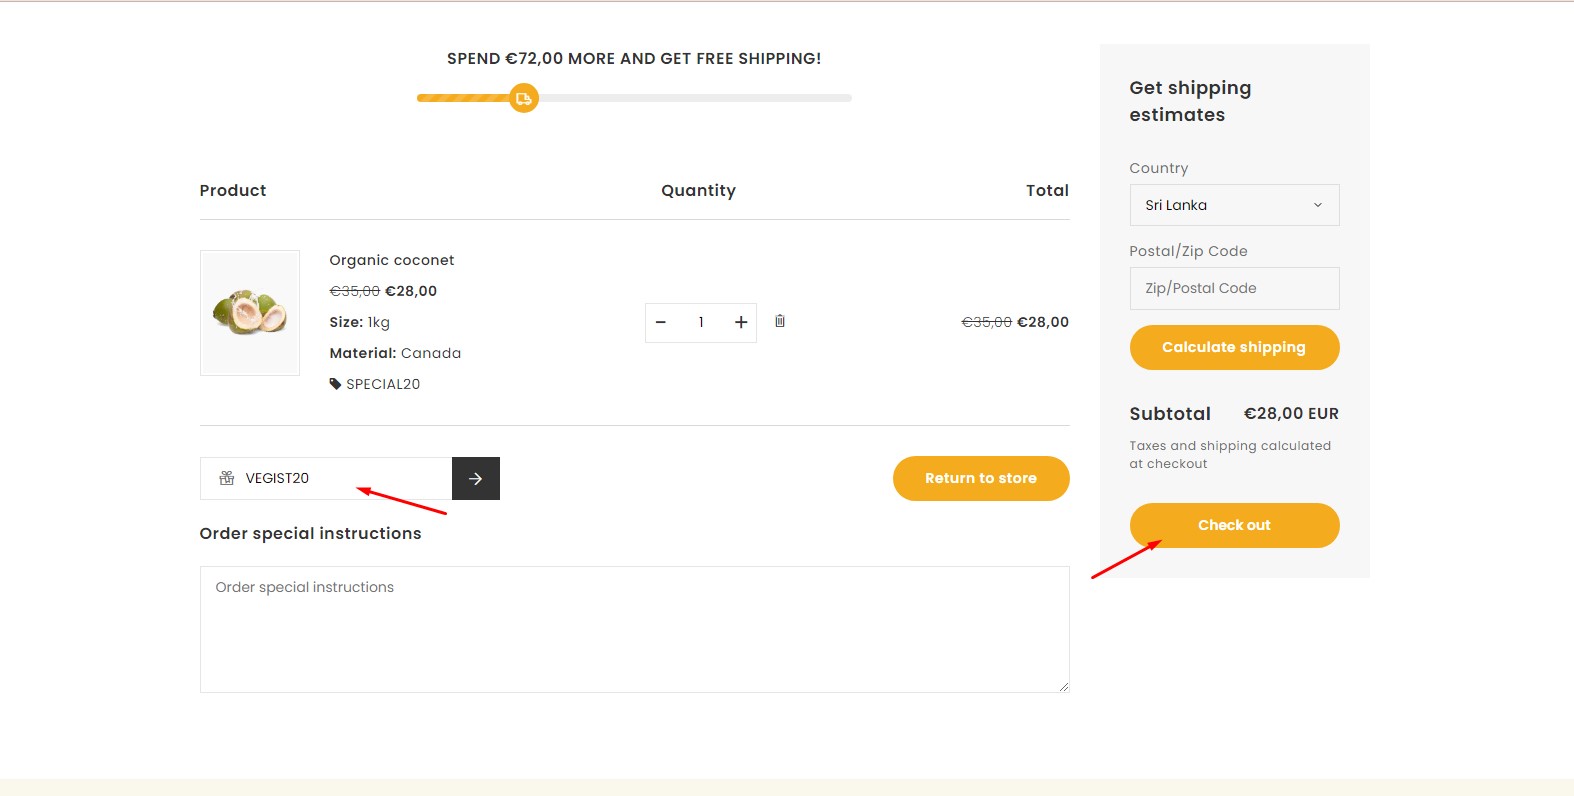 SPEND €72,00 MORE AND GET FREE SHIPPING!
Product Quantity Total
Organic coconet
€35,00 €28,00
Size: 1kg
Material: Canada
SPECIAL20
1
€35,00 €28,00
VEGIST20
Return to store
Order special instructions
Order special instructions
Get shipping
estimates
Country
Sri Lanka
Postal/Zip Code
Zip/Postal Code
Calculate shipping
Subtotal €28,00 EUR
Taxes and shipping calculated
at checkout
Check out